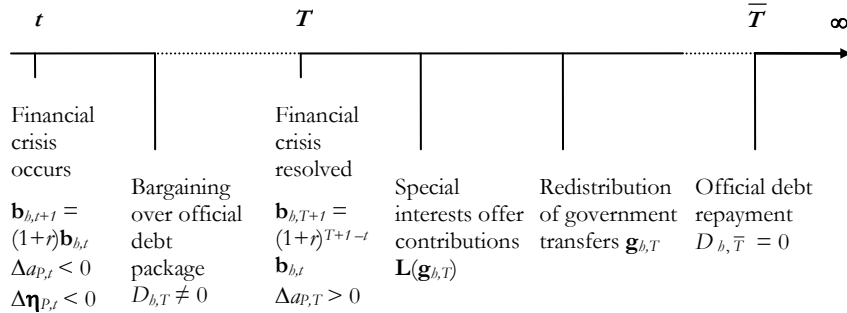 t T T̅ ∞
Financial
crisis
occurs
b_{h,t+1} =
(1+r)b_{h,t}
Δa_{P,t} < 0
Δη_{P,t} < 0
Bargaining
over official
debt
package
D_{h,T} ≠ 0
Financial
crisis
resolved
b_{h,T+1} =
(1+r)^{T+1–t}
b_{h,t}
Δa_{P,T} > 0
Special
interests offer
contributions
L(g_{h,T})
Redistribution
of government
transfers g_{h,T}
Official debt
repayment
D_{h,T̅} = 0